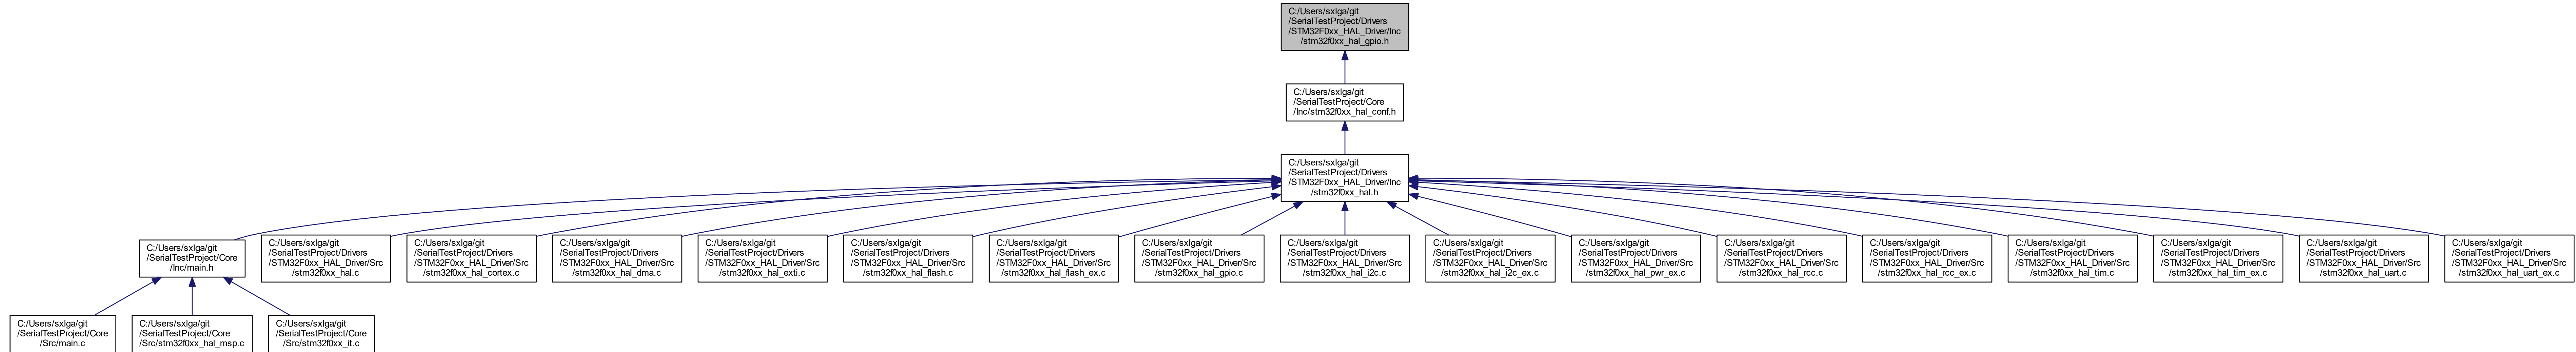 C:/Users/sxlga/git
/SerialTestProject/Drivers
/STM32F0xx_HAL_Driver/Inc
/stm32f0xx_hal_gpio.h
C:/Users/sxlga/git
/SerialTestProject/Core
/Inc/stm32f0xx_hal_conf.h
C:/Users/sxlga/git
/SerialTestProject/Drivers
/STM32F0xx_HAL_Driver/Inc
/stm32f0xx_hal.h
C:/Users/sxlga/git
/SerialTestProject/Core
/Inc/main.h
C:/Users/sxlga/git
/SerialTestProject/Drivers
/STM32F0xx_HAL_Driver/Src
/stm32f0xx_hal.c
C:/Users/sxlga/git
/SerialTestProject/Drivers
/STM32F0xx_HAL_Driver/Src
/stm32f0xx_hal_cortex.c
C:/Users/sxlga/git
/SerialTestProject/Drivers
/STM32F0xx_HAL_Driver/Src
/stm32f0xx_hal_dma.c
C:/Users/sxlga/git
/SerialTestProject/Drivers
/STM32F0xx_HAL_Driver/Src
/stm32f0xx_hal_exti.c
C:/Users/sxlga/git
/SerialTestProject/Drivers
/STM32F0xx_HAL_Driver/Src
/stm32f0xx_hal_flash.c
C:/Users/sxlga/git
/SerialTestProject/Drivers
/STM32F0xx_HAL_Driver/Src
/stm32f0xx_hal_flash_ex.c
C:/Users/sxlga/git
/SerialTestProject/Drivers
/STM32F0xx_HAL_Driver/Src
/stm32f0xx_hal_gpio.c
C:/Users/sxlga/git
/SerialTestProject/Drivers
/STM32F0xx_HAL_Driver/Src
/stm32f0xx_hal_i2c.c
C:/Users/sxlga/git
/SerialTestProject/Drivers
/STM32F0xx_HAL_Driver/Src
/stm32f0xx_hal_i2c_ex.c
C:/Users/sxlga/git
/SerialTestProject/Drivers
/STM32F0xx_HAL_Driver/Src
/stm32f0xx_hal_pwr_ex.c
C:/Users/sxlga/git
/SerialTestProject/Drivers
/STM32F0xx_HAL_Driver/Src
/stm32f0xx_hal_rcc.c
C:/Users/sxlga/git
/SerialTestProject/Drivers
/STM32F0xx_HAL_Driver/Src
/stm32f0xx_hal_rcc_ex.c
C:/Users/sxlga/git
/SerialTestProject/Drivers
/STM32F0xx_HAL_Driver/Src
/stm32f0xx_hal_tim.c
C:/Users/sxlga/git
/SerialTestProject/Drivers
/STM32F0xx_HAL_Driver/Src
/stm32f0xx_hal_tim_ex.c
C:/Users/sxlga/git
/SerialTestProject/Drivers
/STM32F0xx_HAL_Driver/Src
/stm32f0xx_hal_uart.c
C:/Users/sxlga/git
/SerialTestProject/Drivers
/STM32F0xx_HAL_Driver/Src
/stm32f0xx_hal_uart_ex.c
C:/Users/sxlga/git
/SerialTestProject/Core
/Src/main.c
C:/Users/sxlga/git
/SerialTestProject/Core
/Src/stm32f0xx_hal_msp.c
C:/Users/sxlga/git
/SerialTestProject/Core
/Src/stm32f0xx_it.c